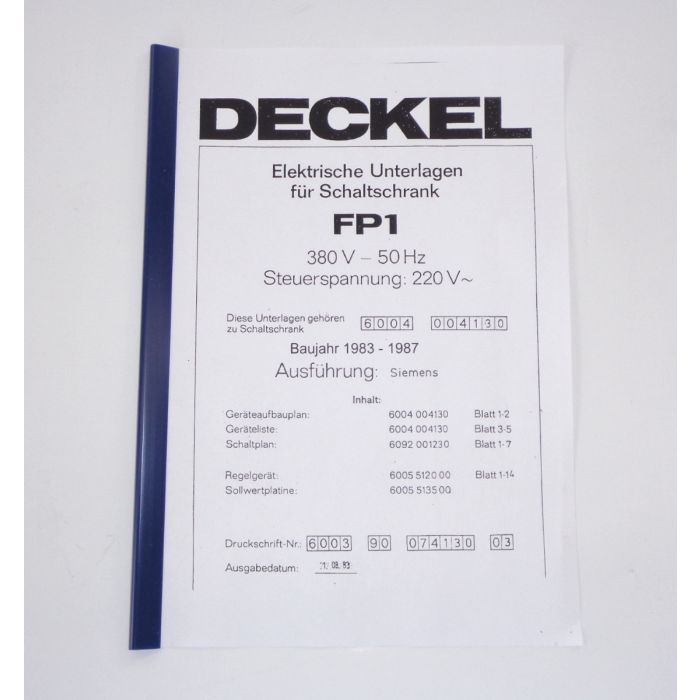 DECKEL
Elektrische Unterlagen
für Schaltschrank
FP1
380 V – 50 Hz
Steuerspannung: 220 V~
Diese Unterlagen gehören
zu Schaltschrank 6004 004130
Baujahr 1983 - 1987
Ausführung: Siemens
Inhalt:
Geräteaufbauplan: 6004 004130 Blatt 1-2
Geräteliste: 6004 004130 Blatt 3-5
Schaltplan: 6092 001230 Blatt 1-7
Regelgerät: 6005 5120 00 Blatt 1-14
Sollwertplatine: 6005 5135 00
Druckschrift-Nr.: 6003 90 074130 03
Ausgabedatum: 08. 83